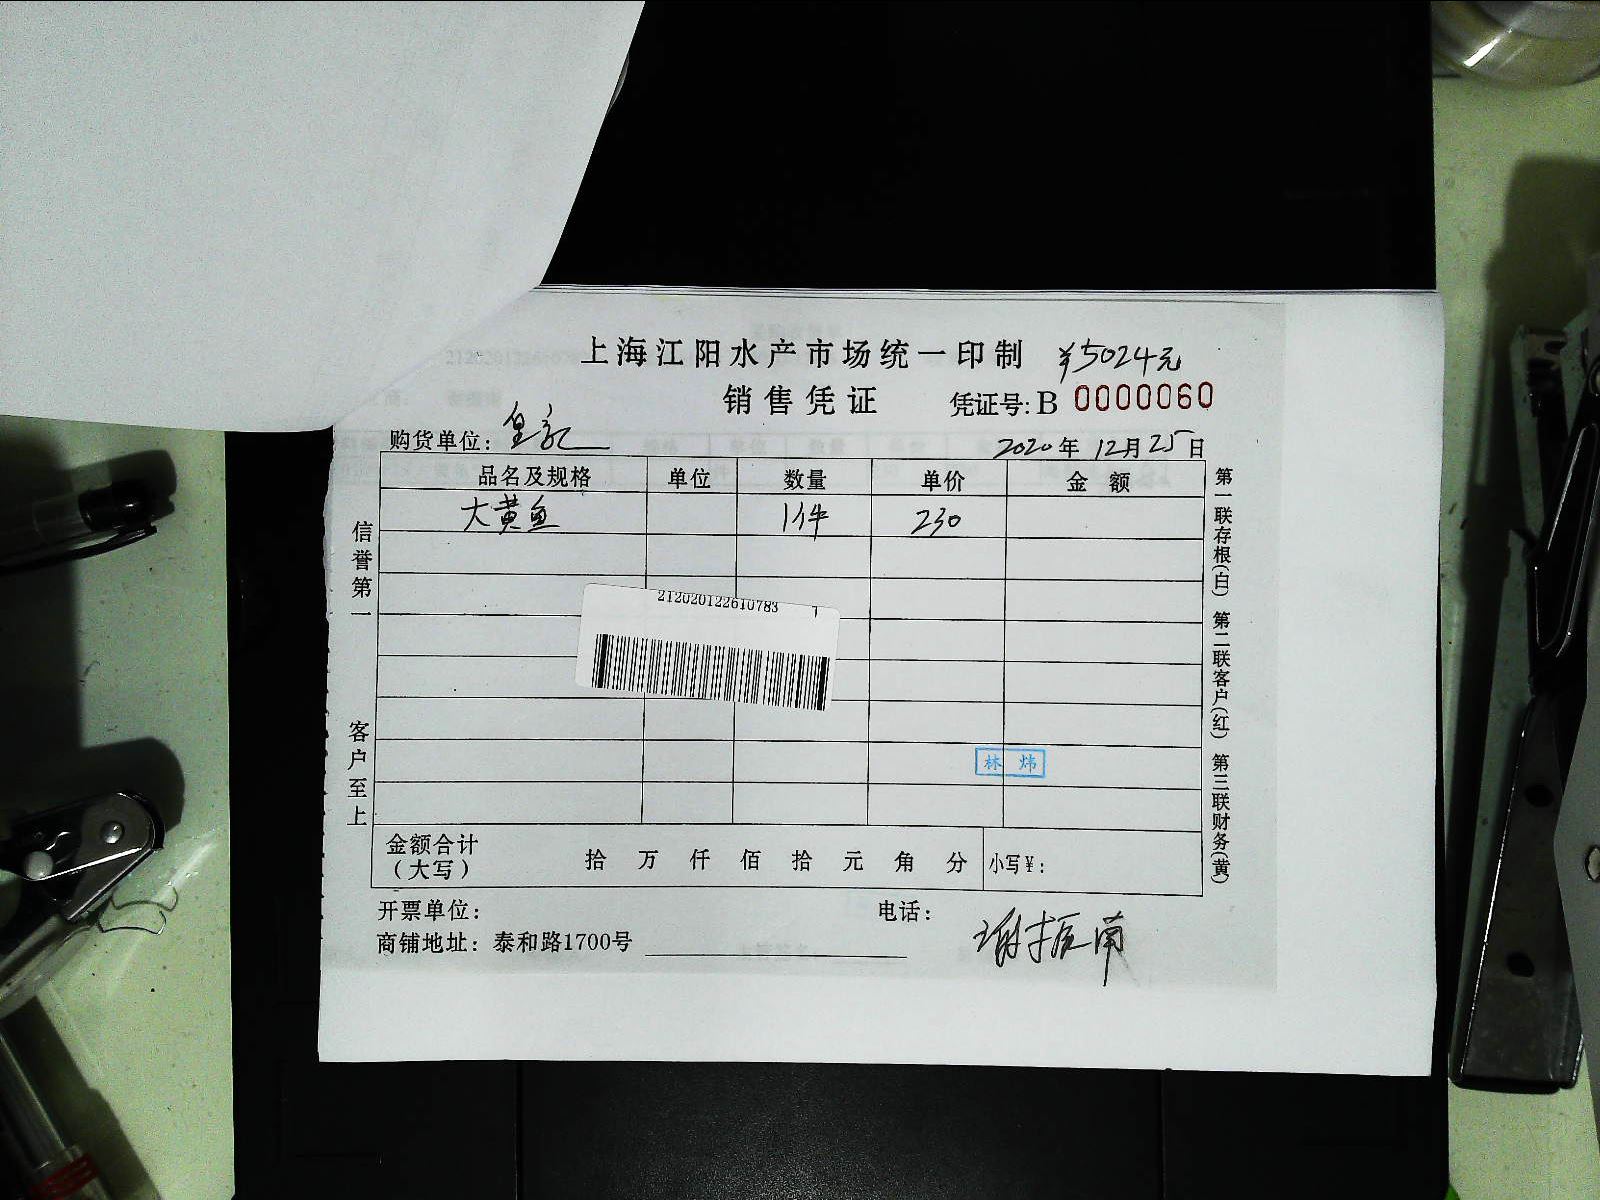 上海江阳水产市场统一印制 ¥5024元
销售凭证 凭证号: B 0000060
购货单位: 皇记 2020年 12月25日
品名及规格 单位 数量 单价 金额
大黄鱼 1件 230
212020122610783 1
林炜
金额合计(大写) 拾 万 仟 佰 拾 元 角 分 小写¥:
开票单位: 电话:
商铺地址: 泰和路1700号
谢振南
信誉第一 客户至上
第一联存根(白) 第二联客户(红) 第三联财务(黄)